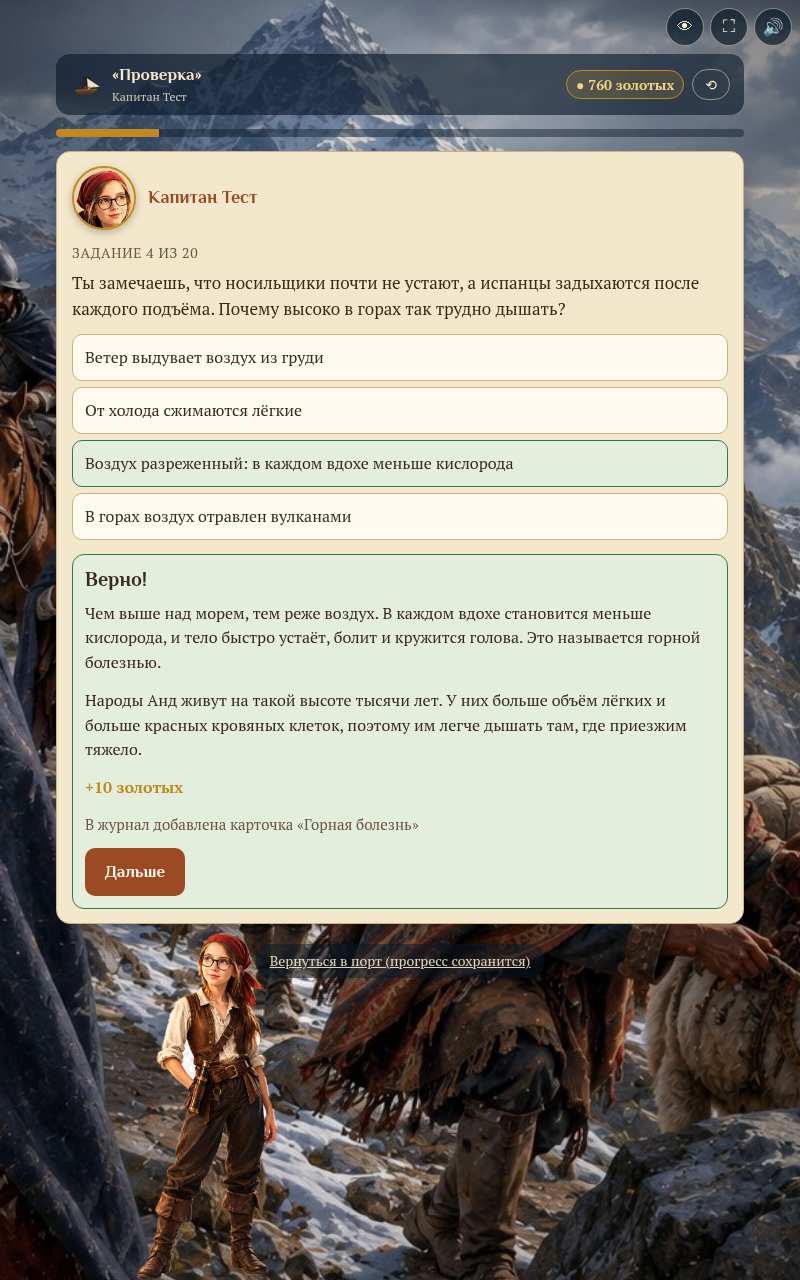 «Проверка»
Капитан Тест
● 760 золотых
Капитан Тест
ЗАДАНИЕ 4 ИЗ 20
Ты замечаешь, что носильщики почти не устают, а испанцы задыхаются после
каждого подъёма. Почему высоко в горах так трудно дышать?
Ветер выдувает воздух из груди
От холода сжимаются лёгкие
Воздух разреженный: в каждом вдохе меньше кислорода
В горах воздух отравлен вулканами
Верно!
Чем выше над морем, тем реже воздух. В каждом вдохе становится меньше
кислорода, и тело быстро устаёт, болит и кружится голова. Это называется горной
болезнью.
Народы Анд живут на такой высоте тысячи лет. У них больше объём лёгких и
больше красных кровяных клеток, поэтому им легче дышать там, где приезжим
тяжело.
+10 золотых
В журнал добавлена карточка «Горная болезнь»
Дальше
Вернуться в порт (прогресс сохранится)